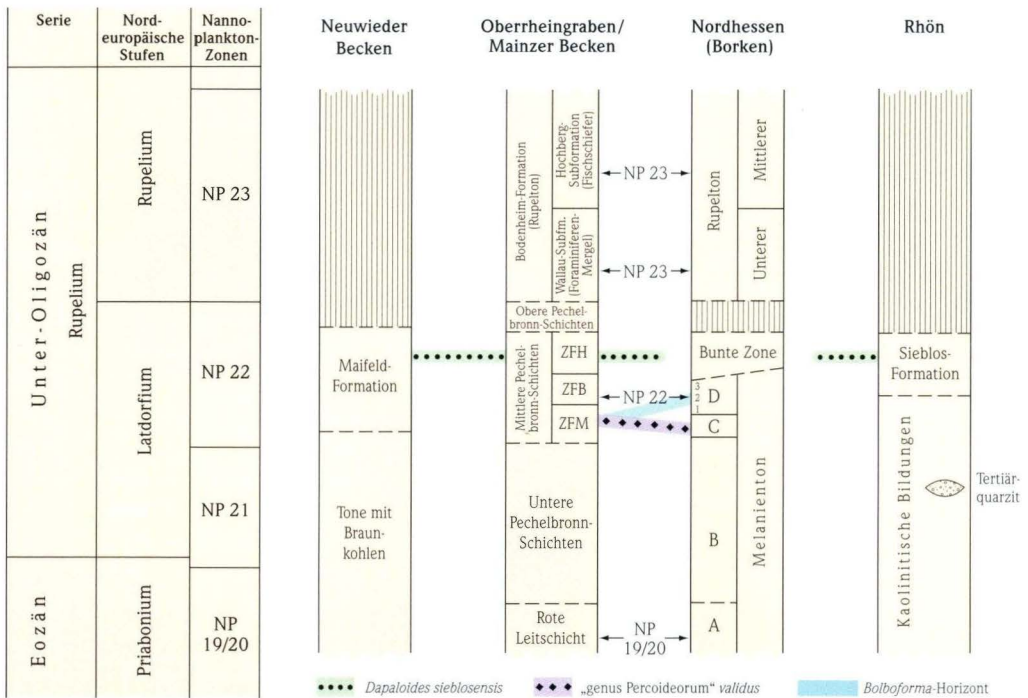 Serie
Nord-
europäische
Stufen
Nanno-
plankton-
Zonen
Neuwieder
Becken
Oberrheingraben/
Mainzer Becken
Nordhessen
(Borken)
Rhön
Unter-Oligozän
Rupelium
Eozän
Rupelium
Latdorfium
Priabonium
NP 23
NP 22
NP 21
NP
19/20
Maifeld-
Formation
Tone mit
Braun-
kohlen
Bodenheim-Formation
(Rupelton)
Hochberg-
Subformation
(Fischschiefer)
Wallau-Subfm.
(Foraminiferen-
Mergel)
Obere Pechel-
bronn-Schichten
Mittlere Pechel-
bronn-Schichten
ZFH
ZFB
ZFM
Untere
Pechelbronn-
Schichten
Rote
Leitschicht
NP 23
NP 23
NP 22
NP
19/20
Rupelton
Mittlerer
Unterer
Bunte Zone
3
2
1
D
C
B
A
Melanienton
Sieblos-
Formation
Kaolinitische Bildungen
Tertiär-
quarzit
Dapaloides sieblosensis
„genus Percoideorum“ validus
Bolboforma-Horizont